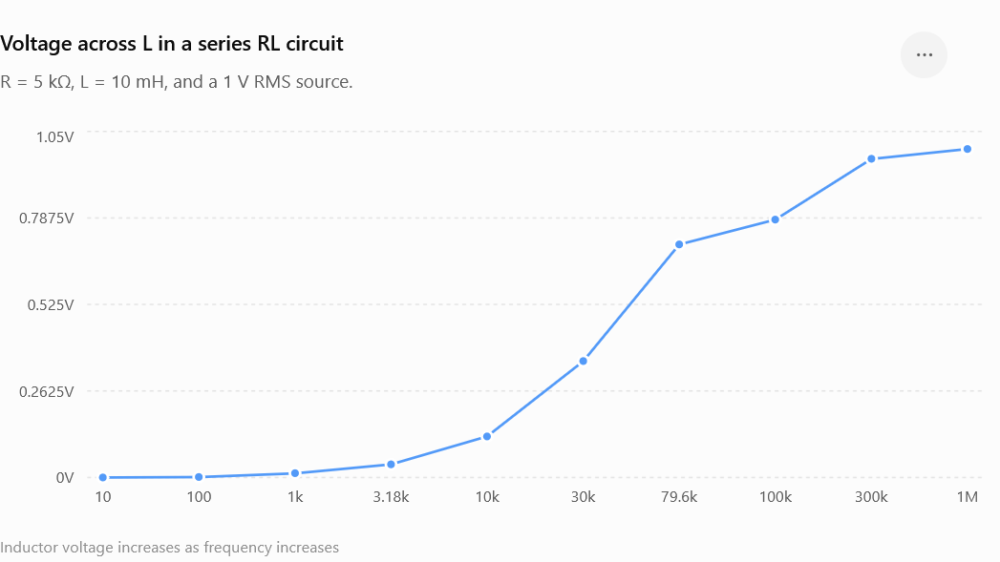 Voltage across L in a series RL circuit
R = 5 kΩ, L = 10 mH, and a 1 V RMS source.
1.05V
0.7875V
0.525V
0.2625V
0V
10 100 1k 3.18k 10k 30k 79.6k 100k 300k 1M
Inductor voltage increases as frequency increases